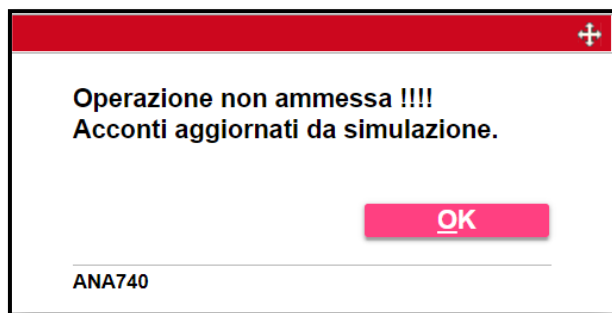 Operazione non ammessa !!!!
Acconti aggiornati da simulazione.
OK
ANA740